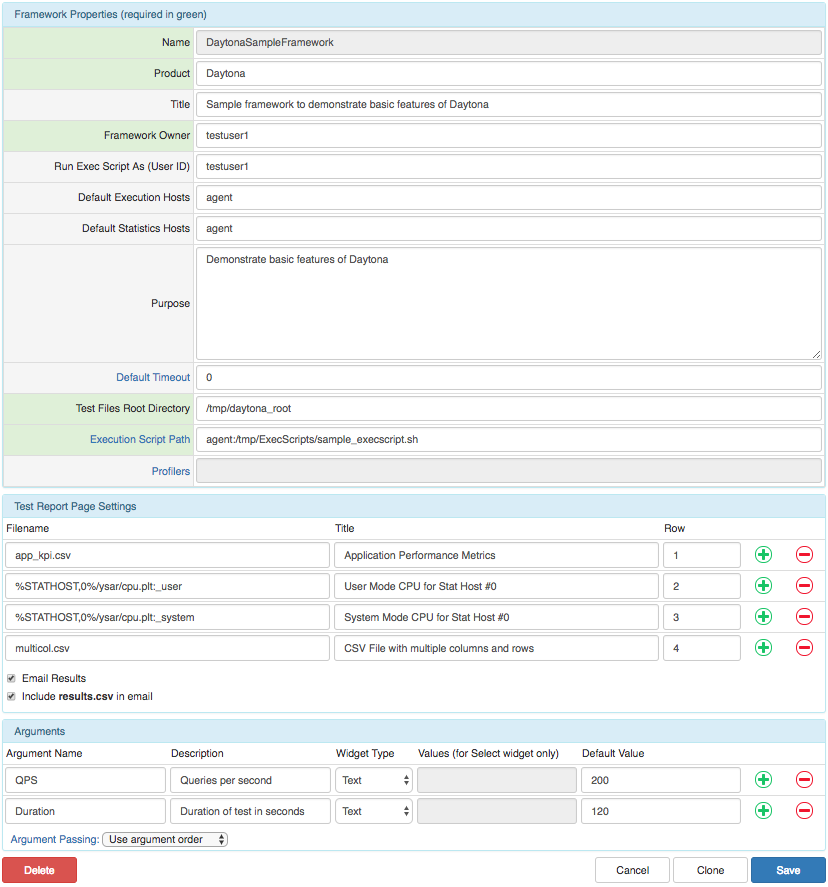 Framework Properties (required in green)
Name DaytonaSampleFramework
Product Daytona
Title Sample framework to demonstrate basic features of Daytona
Framework Owner testuser1
Run Exec Script As (User ID) testuser1
Default Execution Hosts agent
Default Statistics Hosts agent
Purpose Demonstrate basic features of Daytona
Default Timeout 0
Test Files Root Directory /tmp/daytona_root
Execution Script Path agent:/tmp/ExecScripts/sample_execscript.sh
Profilers
Test Report Page Settings
Filename Title Row
app_kpi.csv Application Performance Metrics 1
%STATHOST,0%/ysar/cpu.plt:_user User Mode CPU for Stat Host #0 2
%STATHOST,0%/ysar/cpu.plt:_system System Mode CPU for Stat Host #0 3
multicol.csv CSV File with multiple columns and rows 4
Email Results
Include results.csv in email
Arguments
Argument Name Description Widget Type Values (for Select widget only) Default Value
QPS Queries per second Text 200
Duration Duration of test in seconds Text 120
Argument Passing: Use argument order
Delete Cancel Clone Save